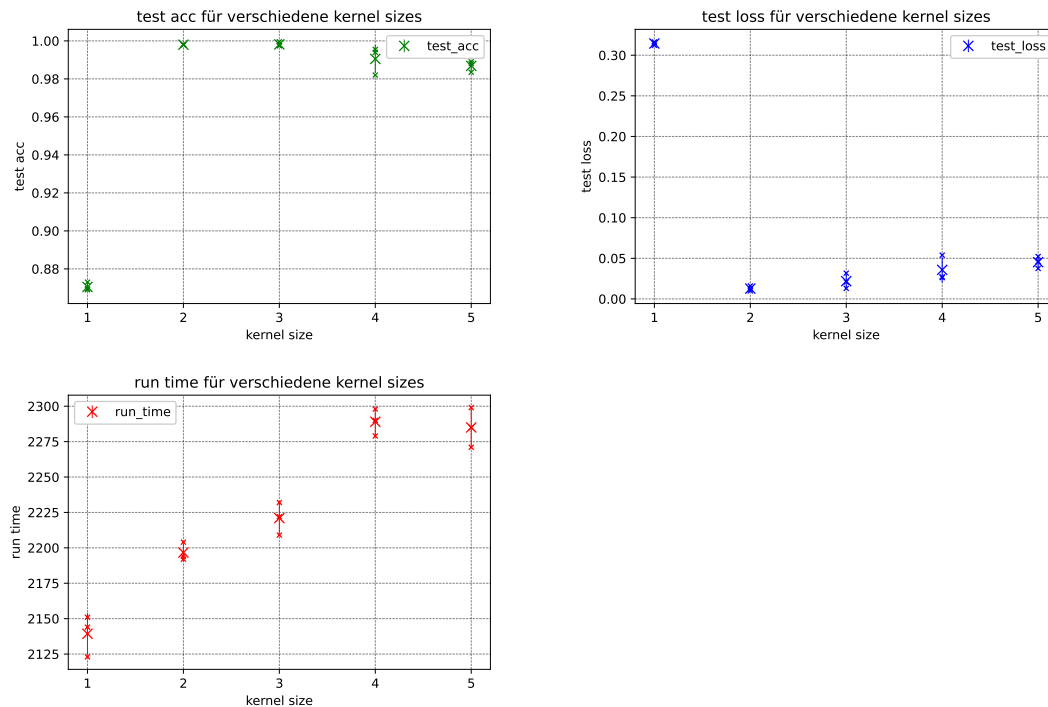 test acc für verschiedene kernel sizes
1.00
0.98
0.96
0.94
0.92
0.90
0.88
test acc
test_acc
1 2 3 4 5
kernel size
test loss für verschiedene kernel sizes
0.30
0.25
0.20
0.15
0.10
0.05
0.00
test loss
test_loss
1 2 3 4 5
kernel size
run time für verschiedene kernel sizes
2300
2275
2250
2225
2200
2175
2150
2125
run time
run_time
1 2 3 4 5
kernel size